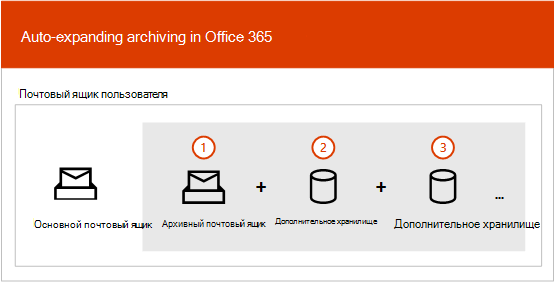 Auto-expanding archiving in Office 365
Почтовый ящик пользователя
1
2
3
+
+
...
Основной почтовый ящик
Архивный почтовый ящик
Дополнительное хранилище
Дополнительное хранилище